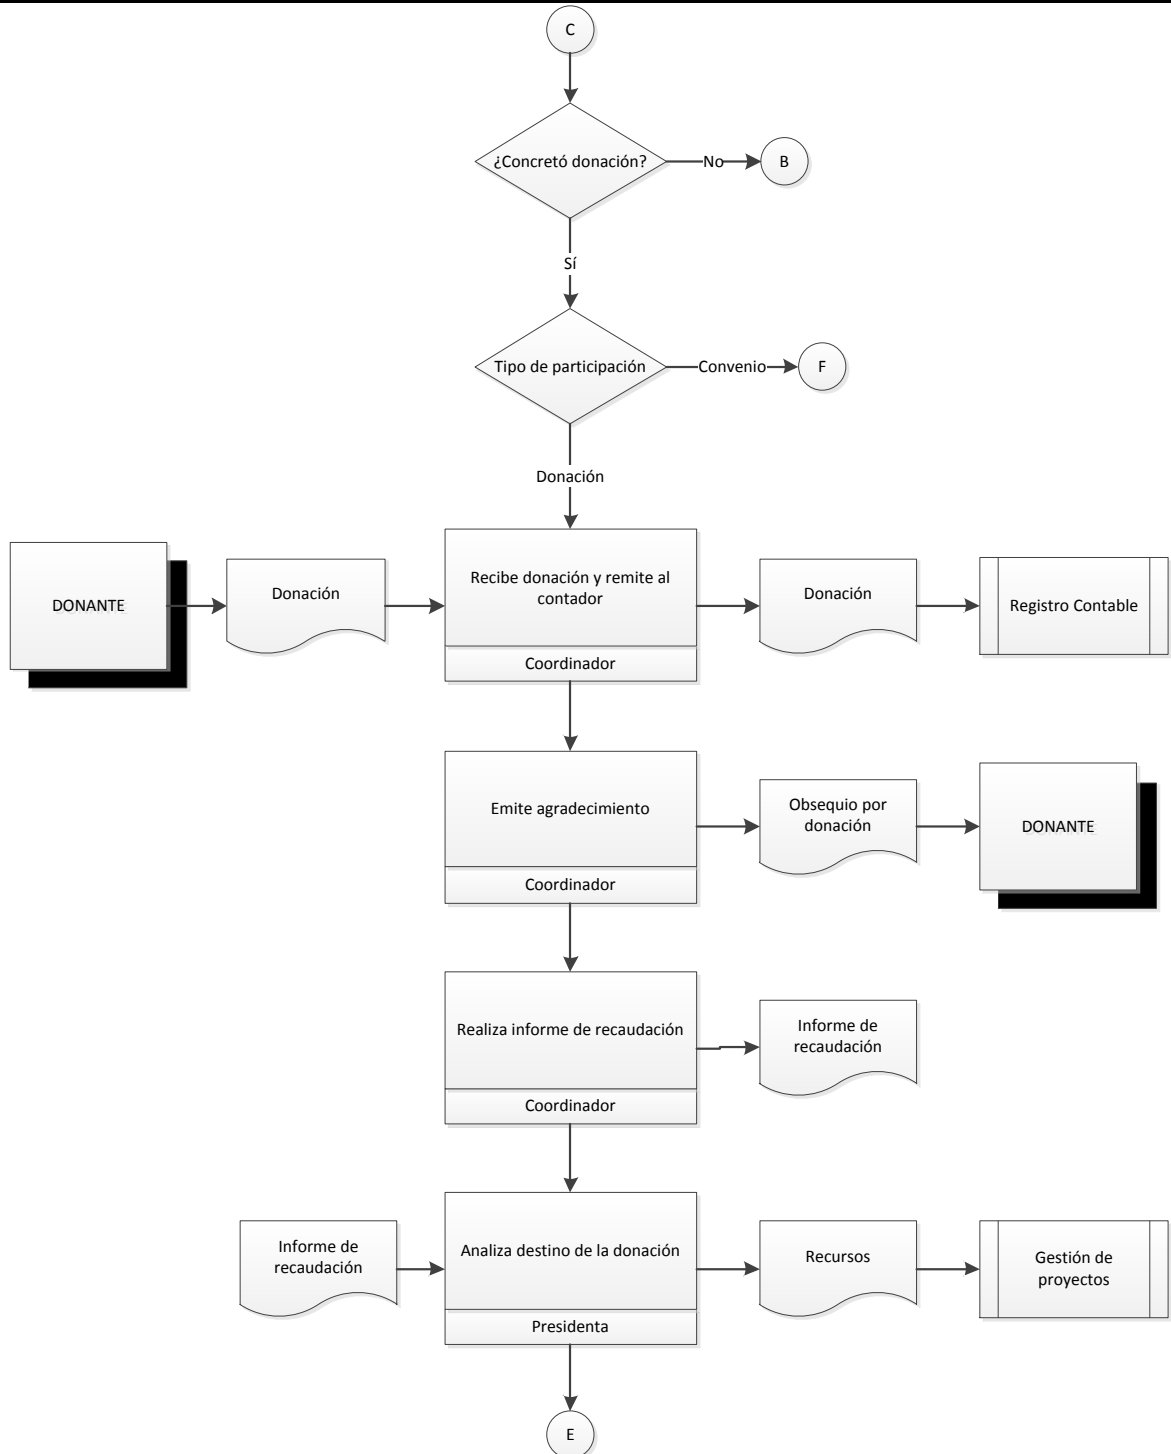 C
¿Concretó donación?
No
B
Sí
Tipo de participación
Convenio
F
Donación
DONANTE
Donación
Recibe donación y remite al
contador
Coordinador
Donación
Registro Contable
Emite agradecimiento
Coordinador
Obsequio por
donación
DONANTE
Realiza informe de recaudación
Coordinador
Informe de
recaudación
Informe de
recaudación
Analiza destino de la donación
Presidenta
Recursos
Gestión de
proyectos
E